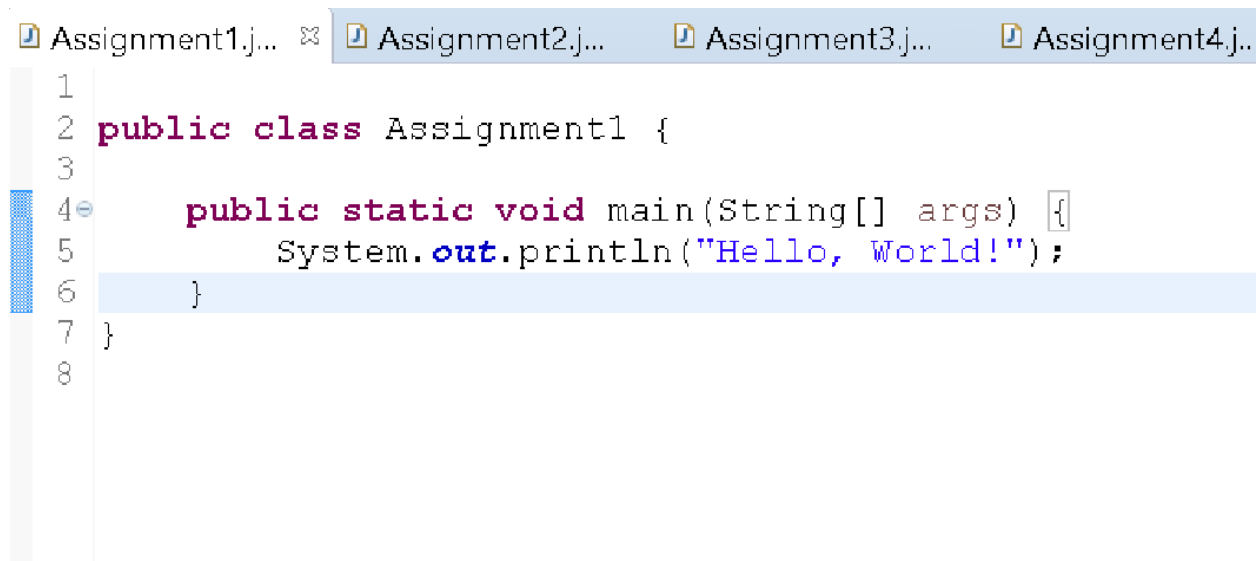 Assignment1.j... Assignment2.j... Assignment3.j... Assignment4.j..
1
2 public class Assignment1 {
3
4 public static void main(String[] args) {
5 System.out.println("Hello, World!");
6 }
7 }
8